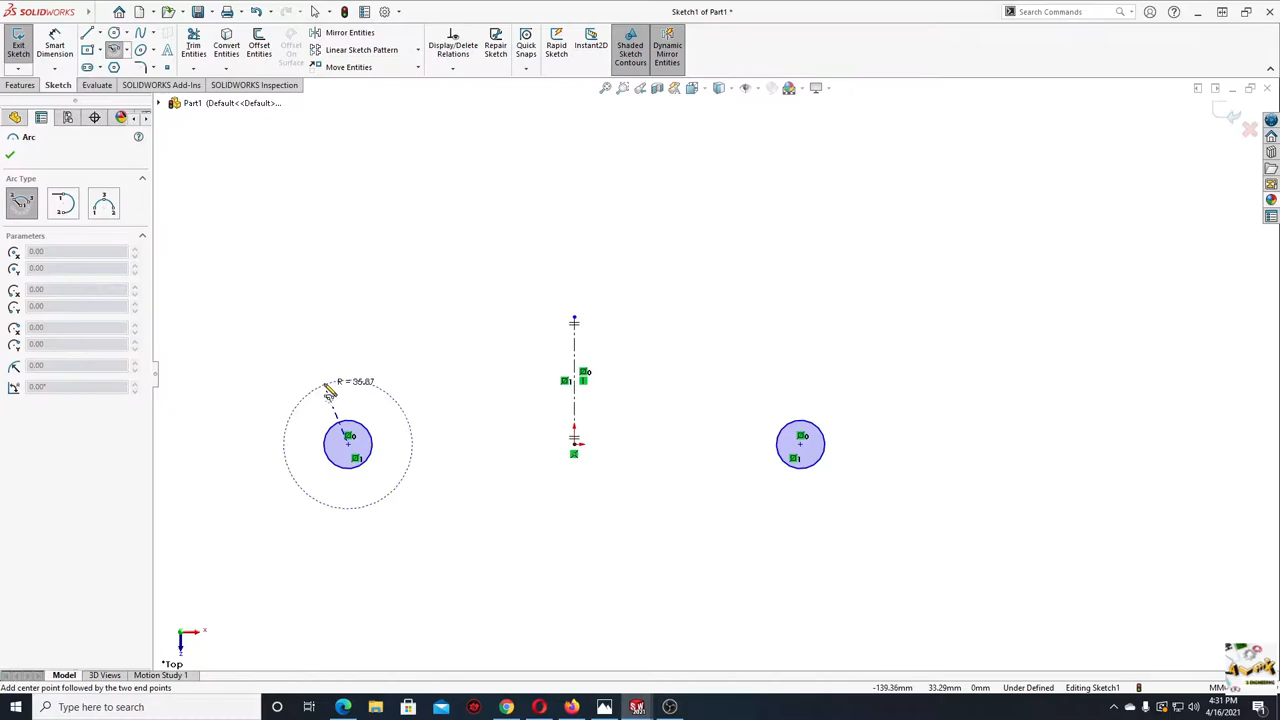 SOLIDWORKS
Sketch1 of Part1 *
Search Commands
Exit Sketch
Smart Dimension
Trim Entities
Convert Entities
Offset Entities
Offset On Surface
Mirror Entities
Linear Sketch Pattern
Move Entities
Display/Delete Relations
Repair Sketch
Quick Snaps
Rapid Sketch
Instant2D
Shaded Sketch Contours
Dynamic Mirror Entities
Features
Sketch
Evaluate
SOLIDWORKS Add-Ins
SOLIDWORKS Inspection
Part1 (Default<<Default>...
Arc
Arc Type
Parameters
0.00
0.00
0.00
0.00
0.00
0.00
0.00
0.00°
R = 36.87
x
z
*Top
Model
3D Views
Motion Study 1
Add center point followed by the two end points
-139.36mm
33.29mm
0mm
Under Defined
Editing Sketch1
Type here to search
4:31 PM
4/16/2021